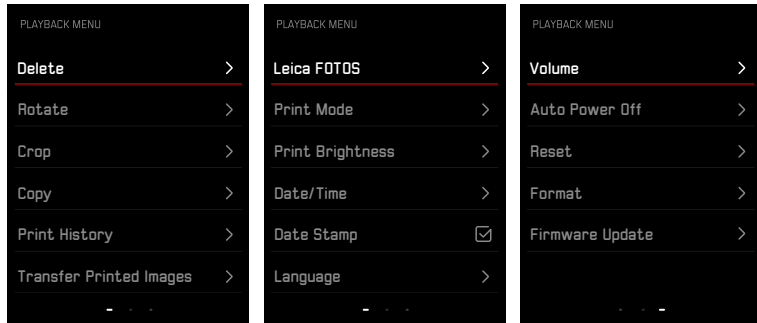 PLAYBACK MENU
Delete
Rotate
Crop
Copy
Print History
Transfer Printed Images
PLAYBACK MENU
Leica FOTOS
Print Mode
Print Brightness
Date/Time
Date Stamp
Language
PLAYBACK MENU
Volume
Auto Power Off
Reset
Format
Firmware Update